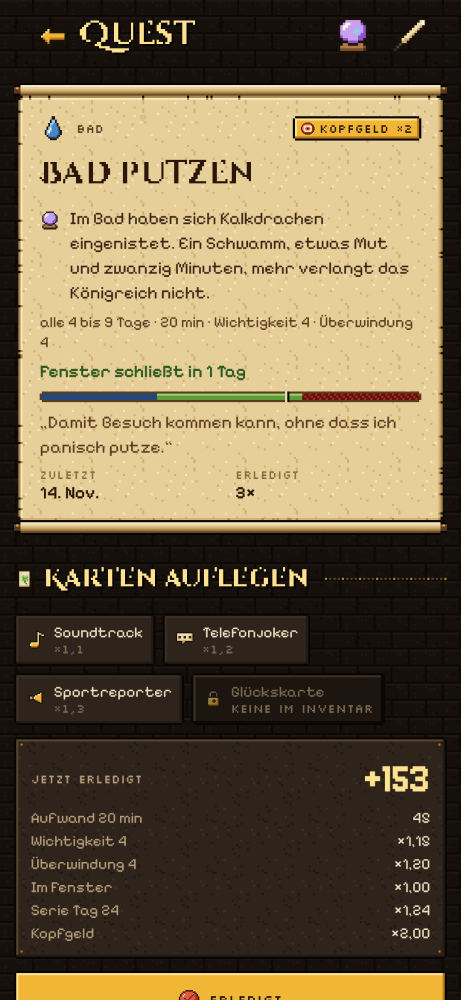 QUEST
BAD
KOPFGELD ×2
BAD PUTZEN
Im Bad haben sich Kalkdrachen
eingenistet. Ein Schwamm, etwas Mut
und zwanzig Minuten, mehr verlangt das
Königreich nicht.
alle 4 bis 9 Tage · 20 min · Wichtigkeit 4 · Überwindung
4
Fenster schließt in 1 Tag
„Damit Besuch kommen kann, ohne dass ich
panisch putze.“
ZULETZT ERLEDIGT
14. Nov. 3×
KARTEN AUFLEGEN
Soundtrack
×1,1
Telefonjoker
×1,2
Sportreporter
×1,3
Glückskarte
KEINE IM INVENTAR
JETZT ERLEDIGT +153
Aufwand 20 min 45
Wichtigkeit 4 ×1,15
Überwindung 4 ×1,20
Im Fenster ×1,00
Serie Tag 24 ×1,24
Kopfgeld ×2,00
ERLEDIGT